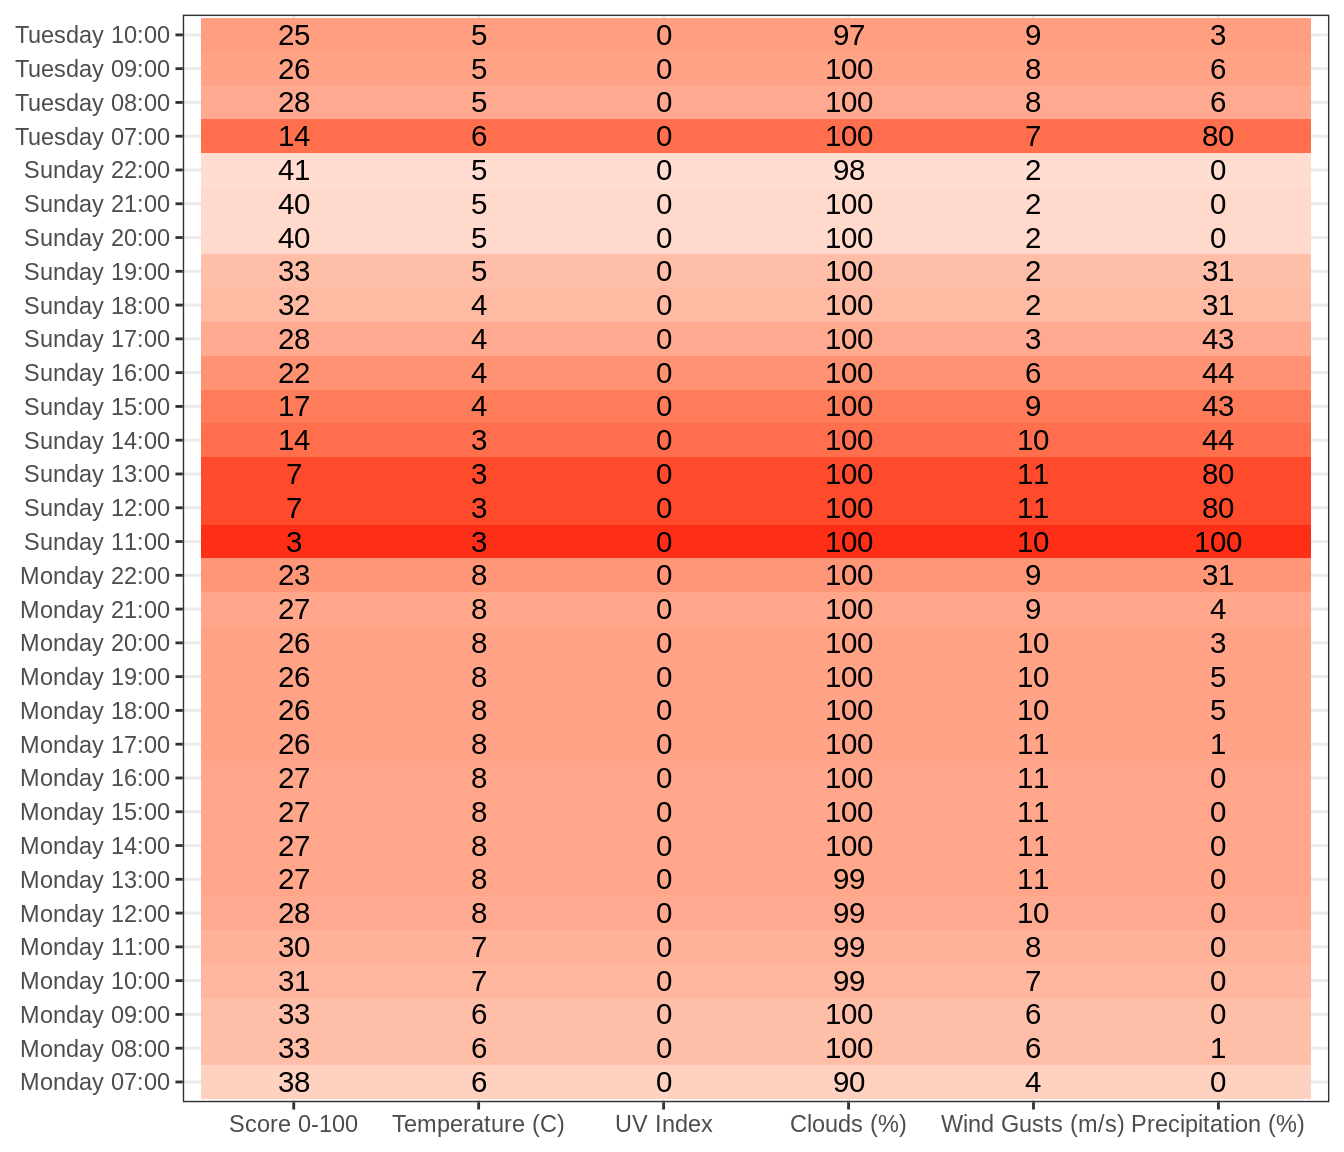 Tuesday 10:00 25 5 0 97 9 3
Tuesday 09:00 26 5 0 100 8 6
Tuesday 08:00 28 5 0 100 8 6
Tuesday 07:00 14 6 0 100 7 80
Sunday 22:00 41 5 0 98 2 0
Sunday 21:00 40 5 0 100 2 0
Sunday 20:00 40 5 0 100 2 0
Sunday 19:00 33 5 0 100 2 31
Sunday 18:00 32 4 0 100 2 31
Sunday 17:00 28 4 0 100 3 43
Sunday 16:00 22 4 0 100 6 44
Sunday 15:00 17 4 0 100 9 43
Sunday 14:00 14 3 0 100 10 44
Sunday 13:00 7 3 0 100 11 80
Sunday 12:00 7 3 0 100 11 80
Sunday 11:00 3 3 0 100 10 100
Monday 22:00 23 8 0 100 9 31
Monday 21:00 27 8 0 100 9 4
Monday 20:00 26 8 0 100 10 3
Monday 19:00 26 8 0 100 10 5
Monday 18:00 26 8 0 100 10 5
Monday 17:00 26 8 0 100 11 1
Monday 16:00 27 8 0 100 11 0
Monday 15:00 27 8 0 100 11 0
Monday 14:00 27 8 0 100 11 0
Monday 13:00 27 8 0 99 11 0
Monday 12:00 28 8 0 99 10 0
Monday 11:00 30 7 0 99 8 0
Monday 10:00 31 7 0 99 7 0
Monday 09:00 33 6 0 100 6 0
Monday 08:00 33 6 0 100 6 1
Monday 07:00 38 6 0 90 4 0
Score 0-100 Temperature (C) UV Index Clouds (%) Wind Gusts (m/s) Precipitation (%)